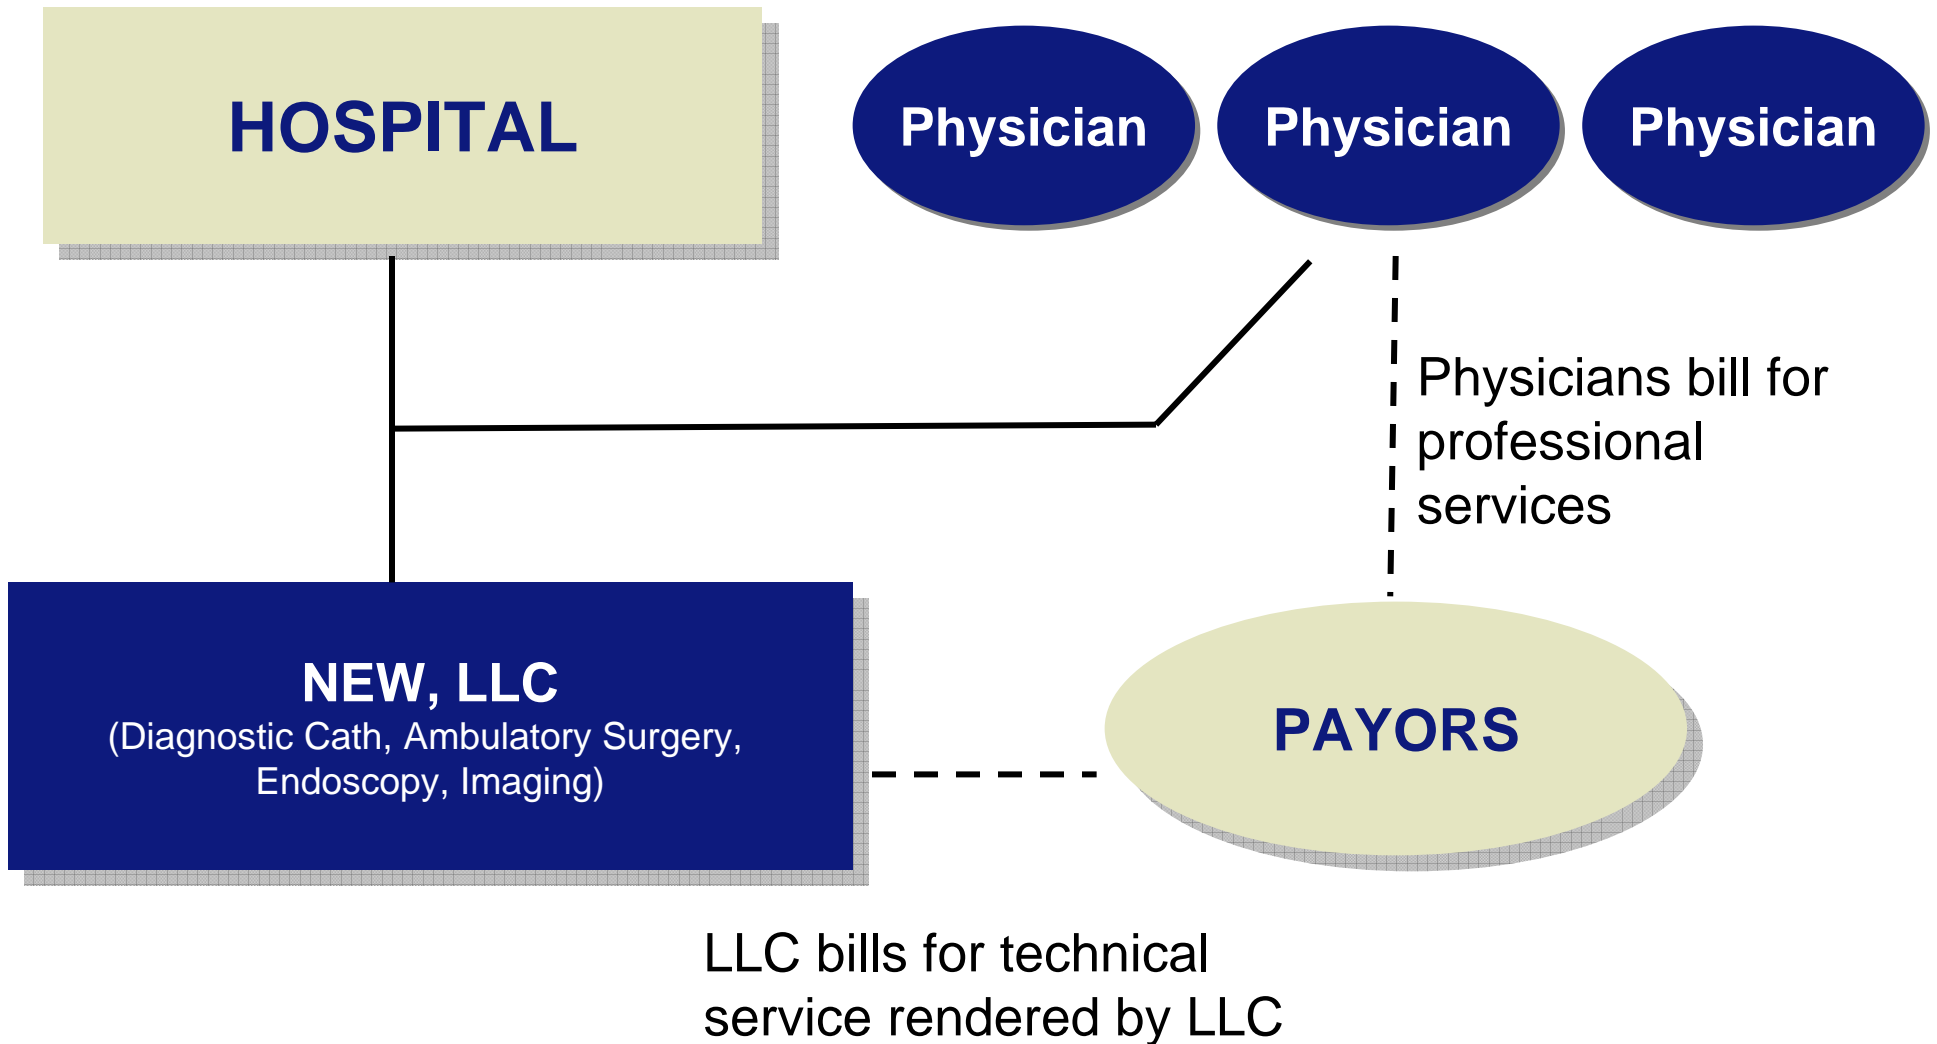 HOSPITAL
Physician
Physician
Physician
Physicians bill for
professional
services
NEW, LLC
(Diagnostic Cath, Ambulatory Surgery,
Endoscopy, Imaging)
PAYORS
LLC bills for technical
service rendered by LLC